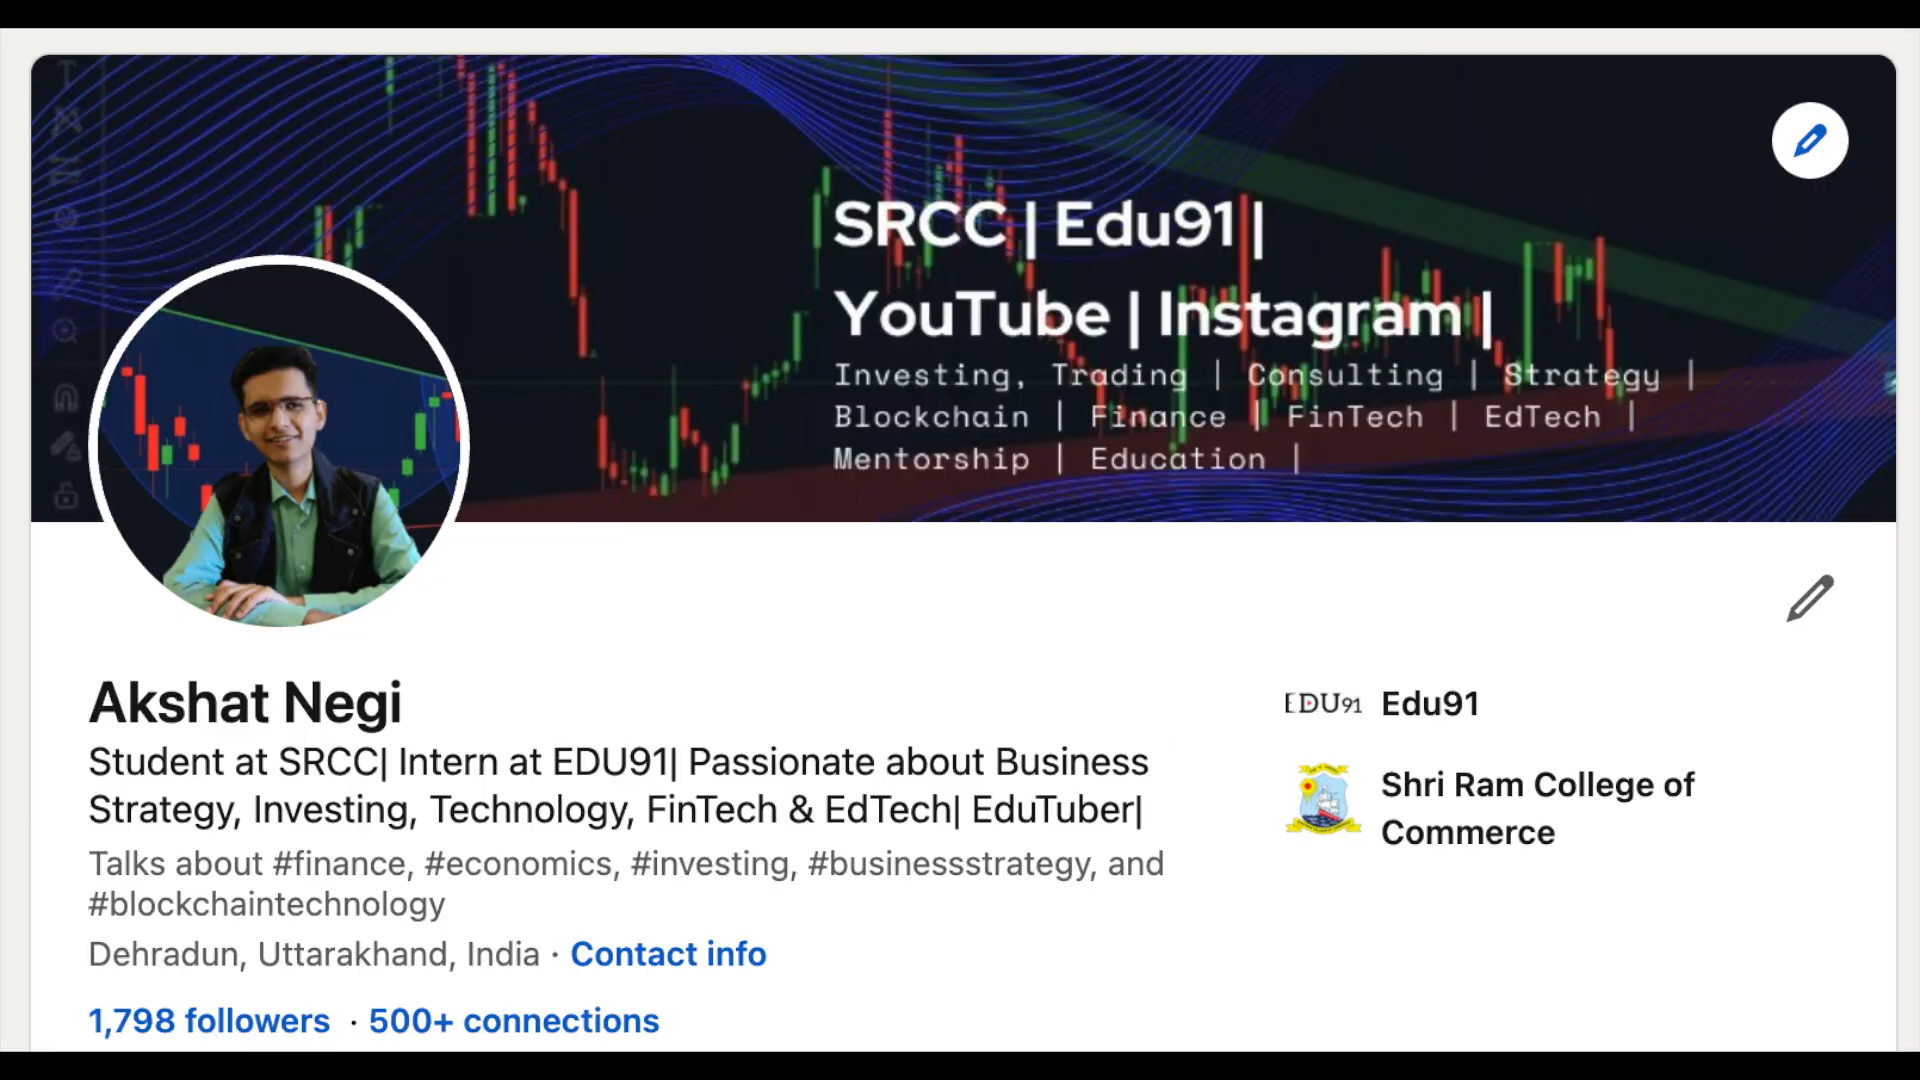 SRCC | Edu91 |
YouTube | Instagram |
Investing, Trading | Consulting | Strategy |
Blockchain | Finance | FinTech | EdTech |
Mentorship | Education |
Akshat Negi
Student at SRCC| Intern at EDU91| Passionate about Business
Strategy, Investing, Technology, FinTech & EdTech| EduTuber|
Talks about #finance, #economics, #investing, #businessstrategy, and
#blockchaintechnology
Dehradun, Uttarakhand, India · Contact info
1,798 followers · 500+ connections
EDU91 Edu91
Shri Ram College of
Commerce